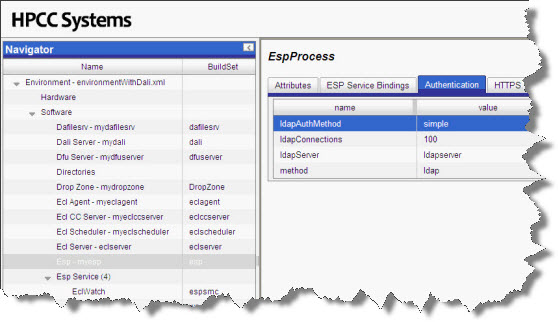 HPCC Systems
Navigator
Name BuildSet
Environment - environmentWithDali.xml
Hardware
Software
Dafilesrv - mydafilesrv dafilesrv
Dali Server - mydali dali
Dfu Server - mydfuserver dfuserver
Directories
Drop Zone - mydropzone DropZone
Ecl Agent - myeclagent eclagent
Ecl CC Server - myeclccserver eclccserver
Ecl Scheduler - myeclscheduler eclscheduler
Ecl Server - eclserver eclserver
Esp - myesp esp
Esp Service (4)
EclWatch espsmc
EspProcess
Attributes ESP Service Bindings Authentication HTTPS
name value
ldapAuthMethod simple
ldapConnections 100
ldapServer ldapserver
method ldap